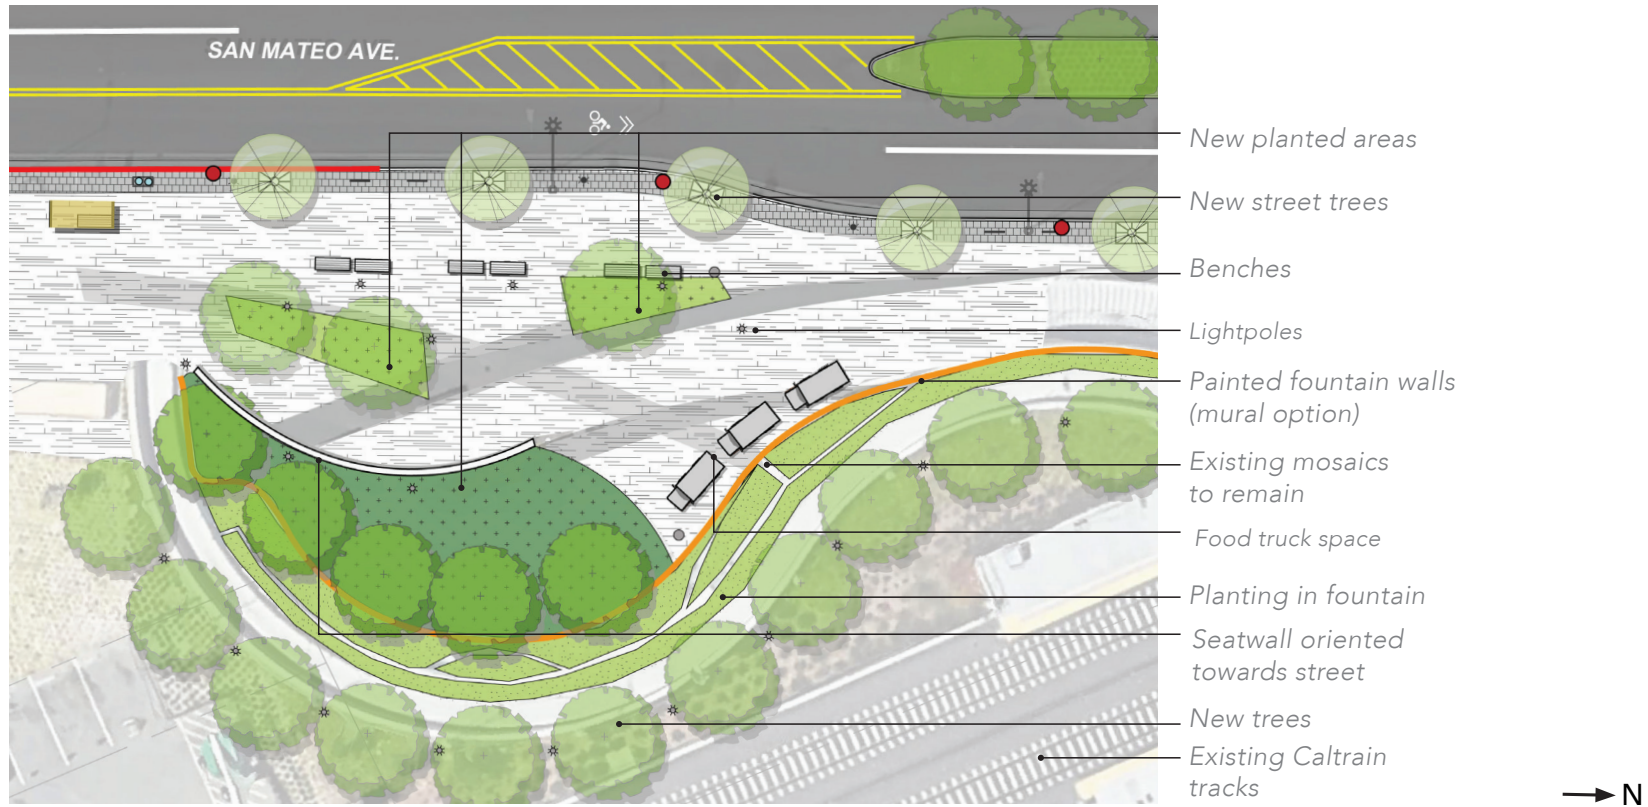 SAN MATEO AVE.
New planted areas
New street trees
Benches
Lightpoles
Painted fountain walls
(mural option)
Existing mosaics
to remain
Food truck space
Planting in fountain
Seatwall oriented
towards street
New trees
Existing Caltrain
tracks
N